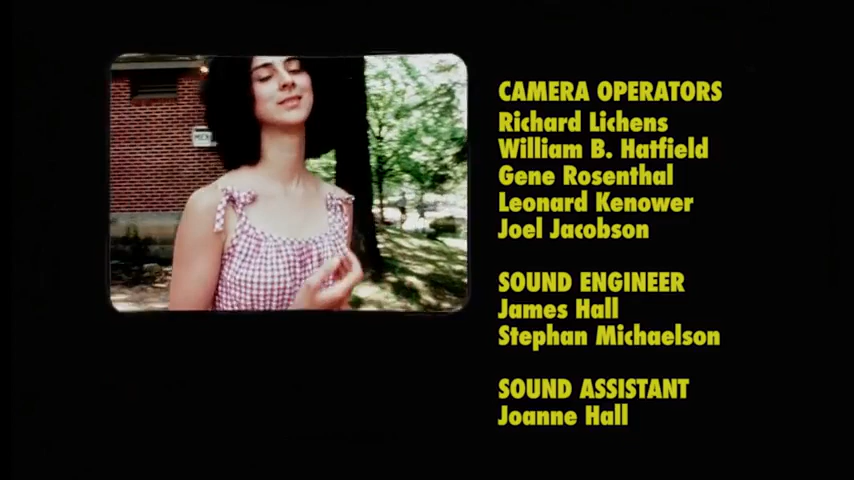 CAMERA OPERATORS
Richard Lichens
William B. Hatfield
Gene Rosenthal
Leonard Kenower
Joel Jacobson
SOUND ENGINEER
James Hall
Stephan Michaelson
SOUND ASSISTANT
Joanne Hall